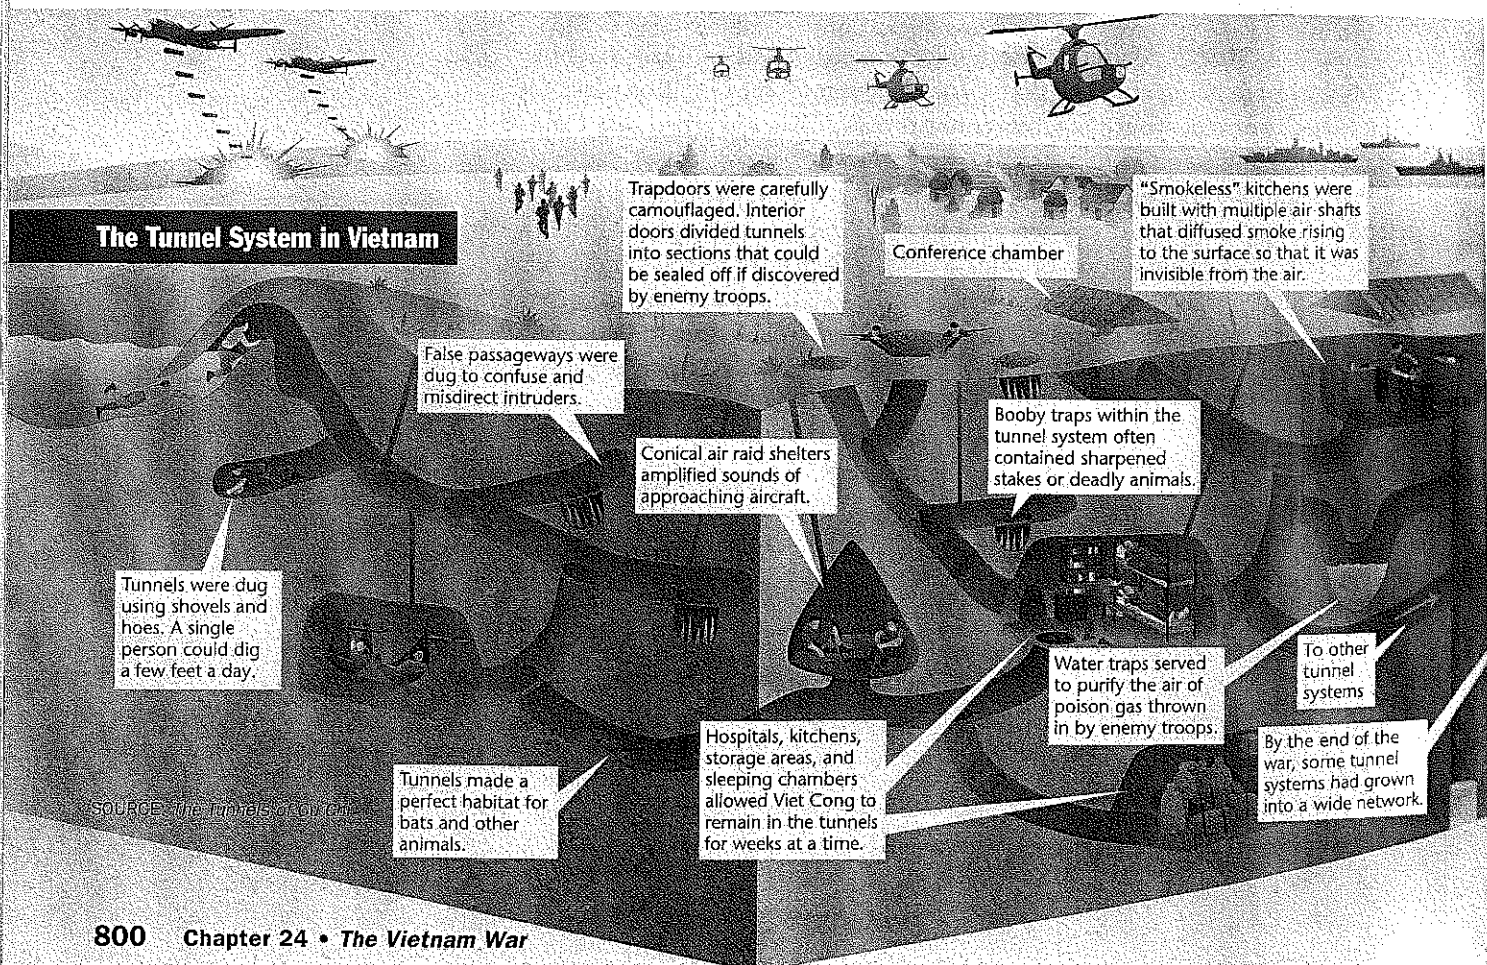 The Tunnel System in Vietnam
Trapdoors were carefully
camouflaged. Interior
doors divided tunnels
into sections that could
be sealed off if discovered
by enemy troops.
Conference chamber
"Smokeless" kitchens were
built with multiple air shafts
that diffused smoke rising
to the surface so that it was
invisible from the air.
False passageways were
dug to confuse and
misdirect intruders.
Conical air raid shelters
amplified sounds of
approaching aircraft.
Booby traps within the
tunnel system often
contained sharpened
stakes or deadly animals.
Tunnels were dug
using shovels and
hoes. A single
person could dig
a few feet a day.
Water traps served
to purify the air of
poison gas thrown
in by enemy troops.
To other
tunnel
systems
Hospitals, kitchens,
storage areas, and
sleeping chambers
allowed Viet Cong to
remain in the tunnels
for weeks at a time.
By the end of the
war, some tunnel
systems had grown
into a wide network.
Tunnels made a
perfect habitat for
bats and other
animals.
SOURCE: The Tunnels of Cu Chi
800 Chapter 24 • The Vietnam War